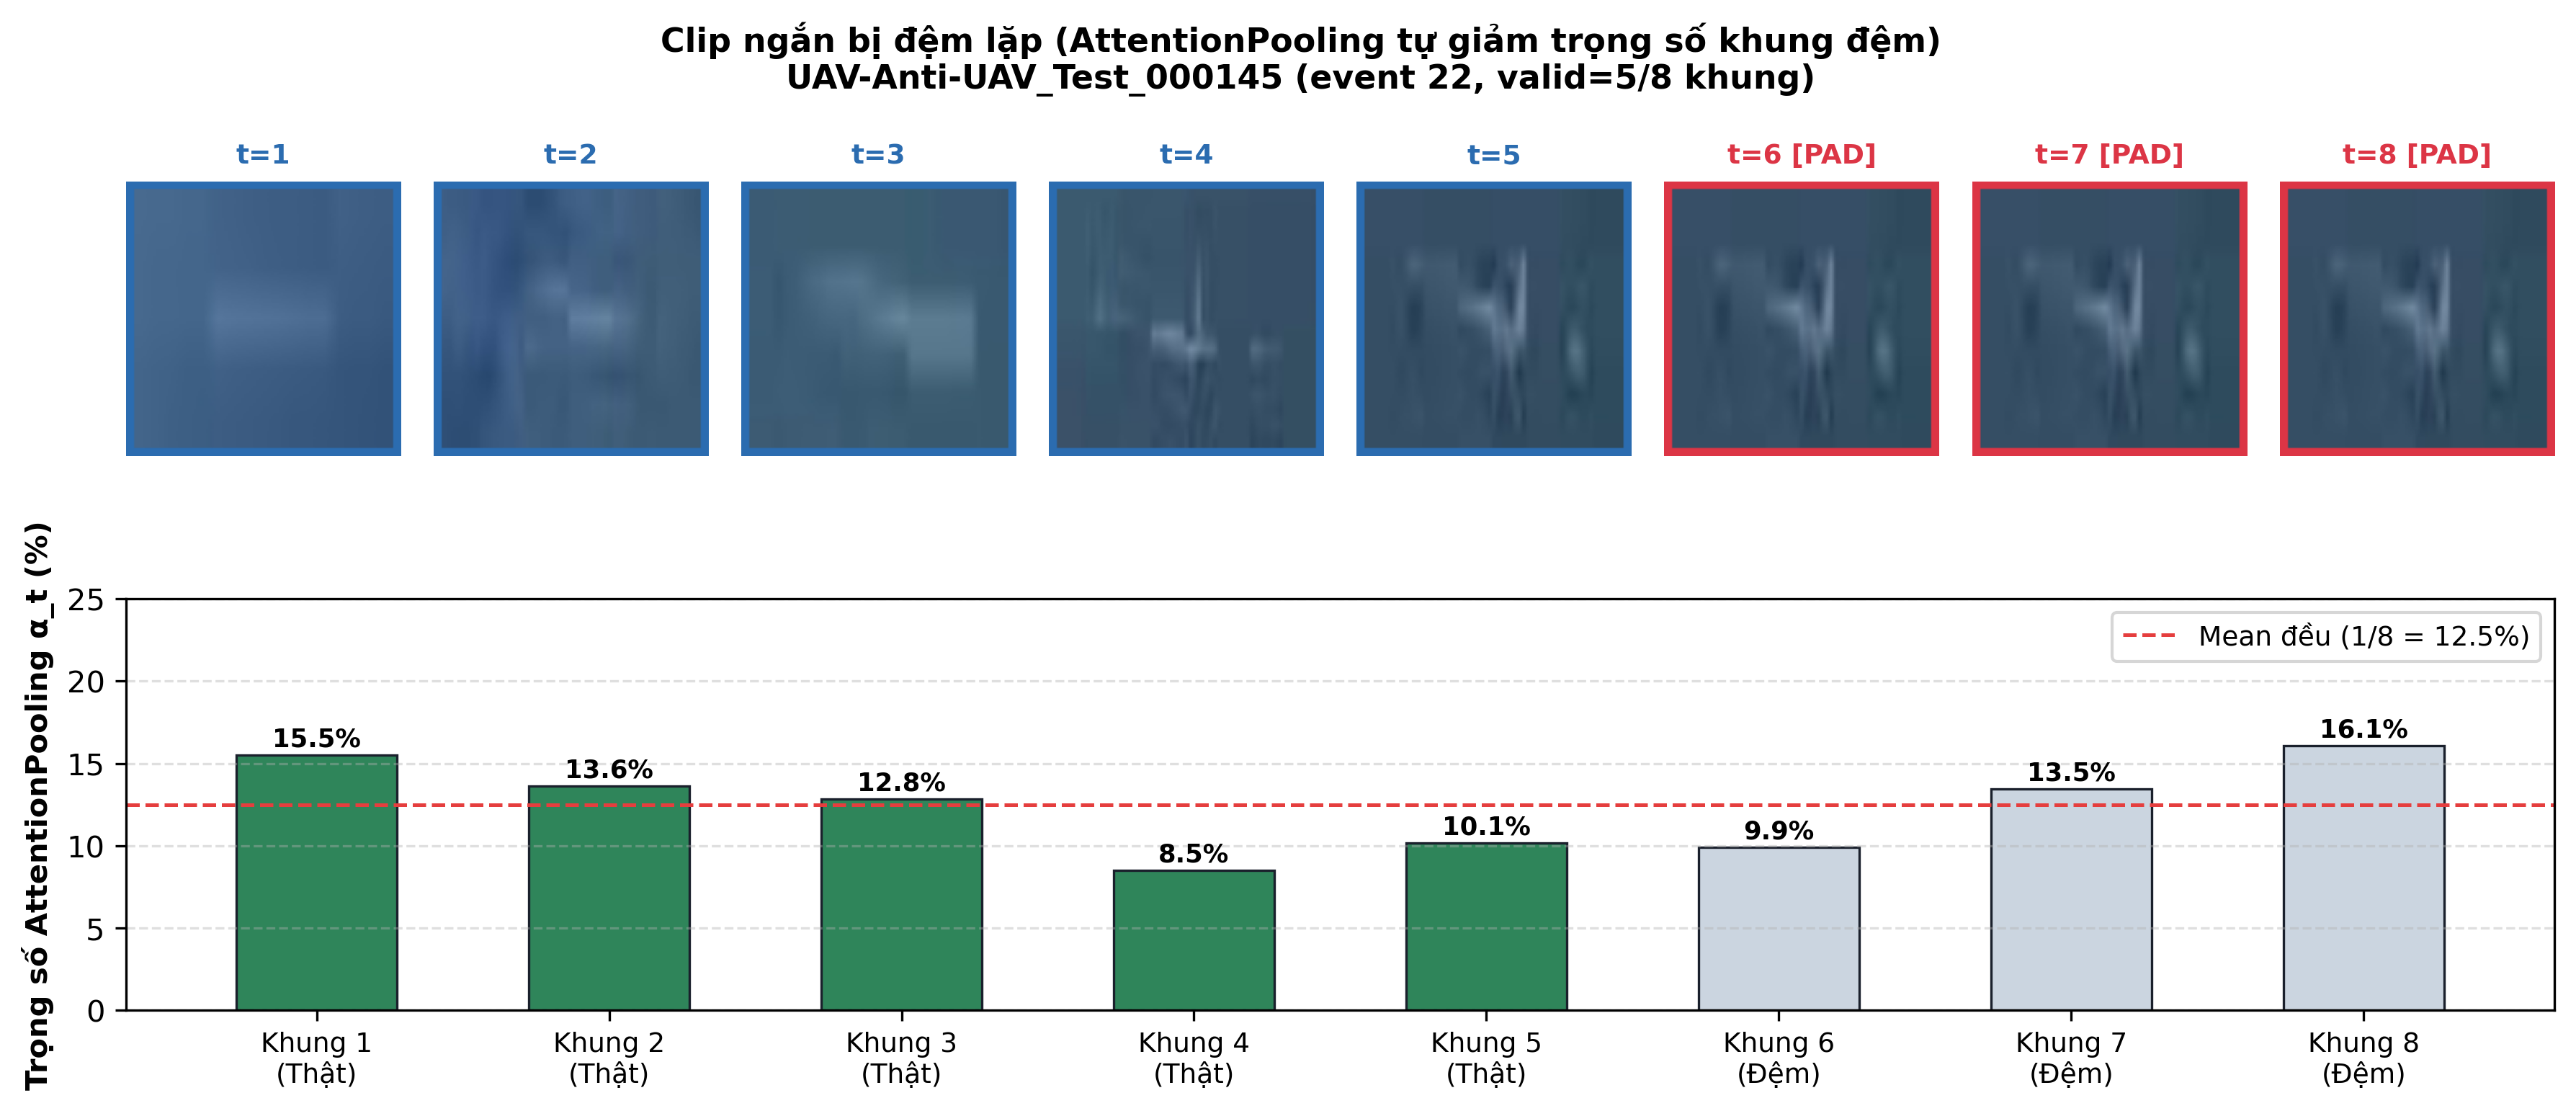 Clip ngắn bị đệm lặp (AttentionPooling tự giảm trọng số khung đệm)
UAV-Anti-UAV_Test_000145 (event 22, valid=5/8 khung)
t=1
t=2
t=3
t=4
t=5
t=6 [PAD]
t=7 [PAD]
t=8 [PAD]
Trọng số AttentionPooling α_t (%)
25
20
15
10
5
0
Mean đều (1/8 = 12.5%)
15.5%
13.6%
12.8%
8.5%
10.1%
9.9%
13.5%
16.1%
Khung 1
(Thật)
Khung 2
(Thật)
Khung 3
(Thật)
Khung 4
(Thật)
Khung 5
(Thật)
Khung 6
(Đệm)
Khung 7
(Đệm)
Khung 8
(Đệm)